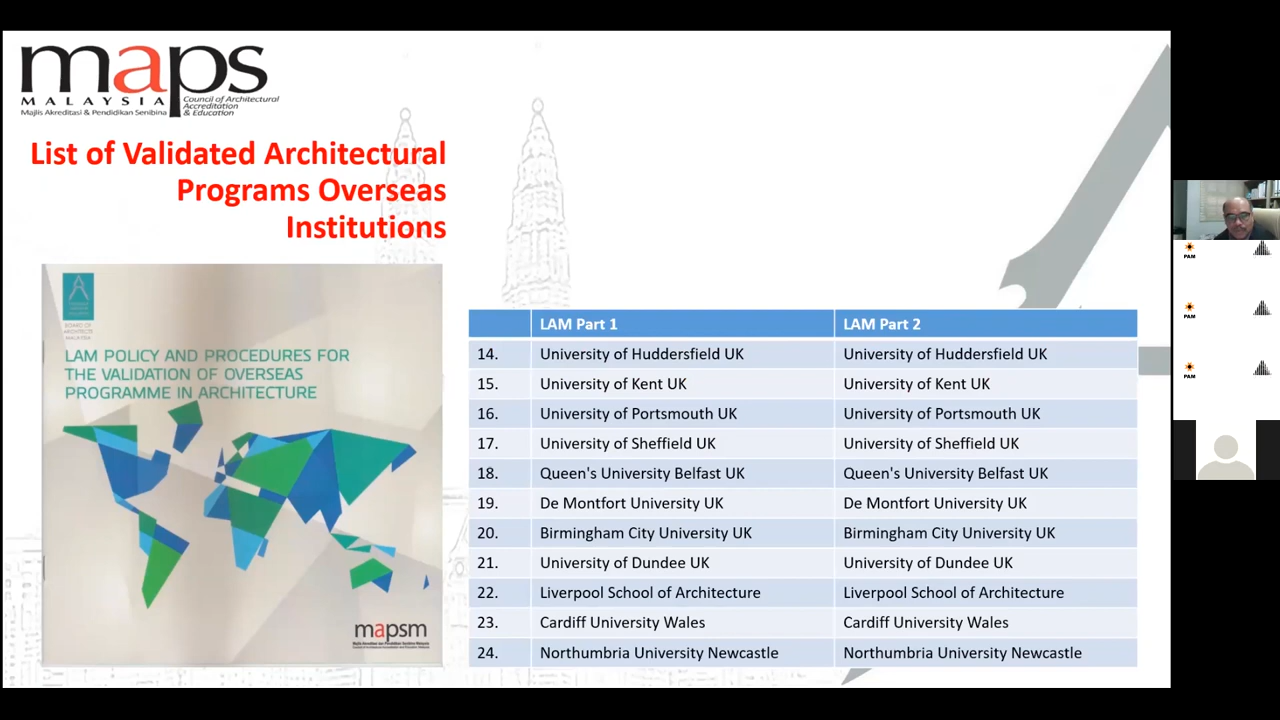 maps
MALAYSIA
Council of Architectural
Accreditation
& Education
Majlis Akreditasi & Pendidikan Senibina
List of Validated Architectural
Programs Overseas
Institutions
BOARD OF
ARCHITECTS
MALAYSIA
LAM POLICY AND PROCEDURES FOR
THE VALIDATION OF OVERSEAS
PROGRAMME IN ARCHITECTURE
mapsm
LAM Part 1 LAM Part 2
14. University of Huddersfield UK University of Huddersfield UK
15. University of Kent UK University of Kent UK
16. University of Portsmouth UK University of Portsmouth UK
17. University of Sheffield UK University of Sheffield UK
18. Queen's University Belfast UK Queen's University Belfast UK
19. De Montfort University UK De Montfort University UK
20. Birmingham City University UK Birmingham City University UK
21. University of Dundee UK University of Dundee UK
22. Liverpool School of Architecture Liverpool School of Architecture
23. Cardiff University Wales Cardiff University Wales
24. Northumbria University Newcastle Northumbria University Newcastle
PAM
PAM
PAM